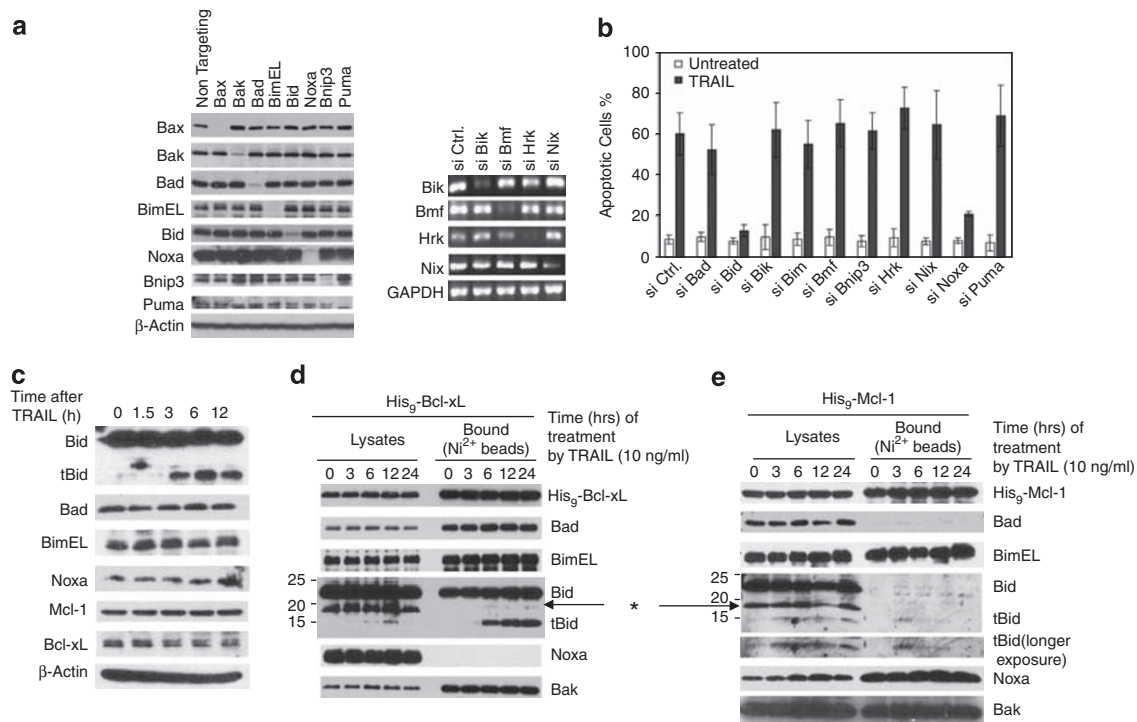 a
Non Targeting
Bax
Bak
Bad
BimEL
Bid
Noxa
Bnip3
Puma
Bax
Bak
Bad
BimEL
Bid
Noxa
Bnip3
Puma
β-Actin
si Ctrl.
si Bik
si Bmf
si Hrk
si Nix
Bik
Bmf
Hrk
Nix
GAPDH
b
Apoptotic Cells %
100
80
60
40
20
0
Untreated
TRAIL
si Ctrl.
si Bad
si Bid
si Bik
si Bim
si Bmf
si Bnip3
si Hrk
si Nix
si Noxa
si Puma
c
Time after
TRAIL (h)
0 1.5 3 6 12
Bid
tBid
Bad
BimEL
Noxa
Mcl-1
Bcl-xL
β-Actin
d
His9-Bcl-xL
Lysates
Bound
(Ni2+ beads)
Time (hrs) of
treatment
by TRAIL (10 ng/ml)
0 3 6 12 24 0 3 6 12 24
His9-Bcl-xL
Bad
BimEL
25
20
15
Bid
*
tBid
Noxa
Bak
e
His9-Mcl-1
Lysates
Bound
(Ni2+ beads)
Time (hrs) of
treatment
by TRAIL (10 ng/ml)
0 3 6 12 24 0 3 6 12 24
His9-Mcl-1
Bad
BimEL
25
20
15
Bid
tBid
tBid(longer
exposure)
Noxa
Bak